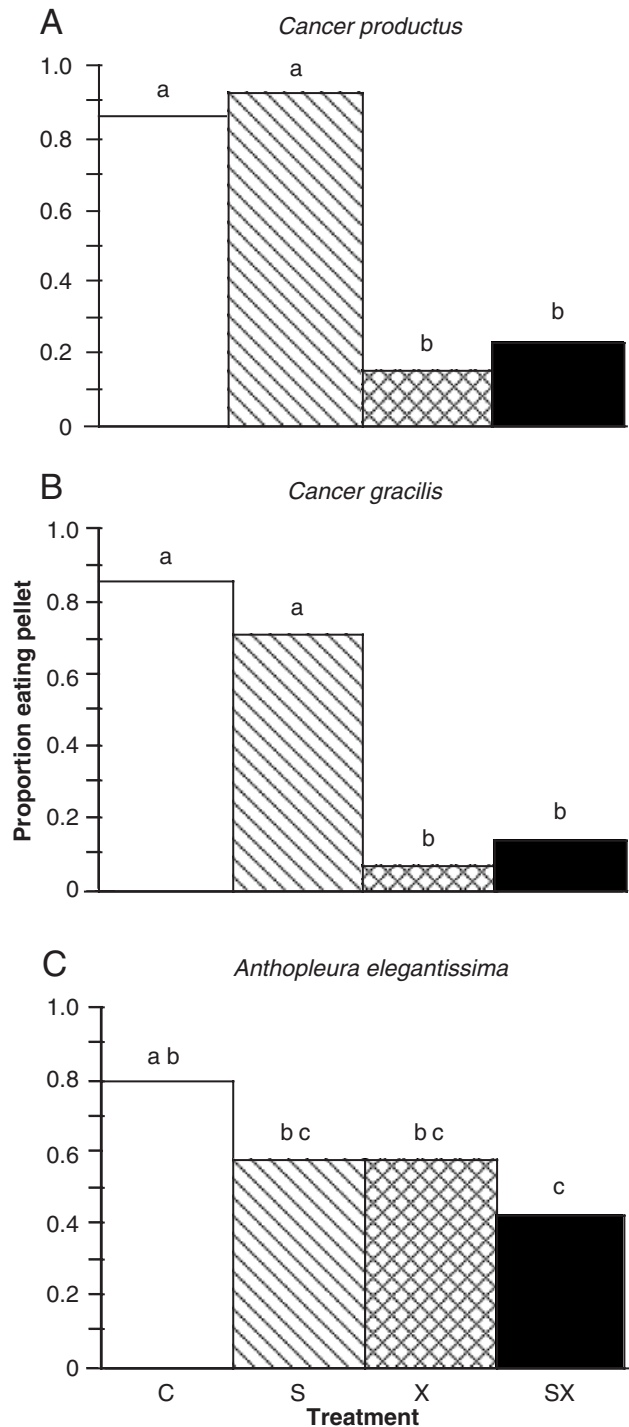 A
Cancer productus
1.0
0.8
0.6
0.4
0.2
0
a
a
b
b
B
Cancer gracilis
1.0
0.8
0.6
0.4
0.2
0
a
a
b
b
Proportion eating pellet
C
Anthopleura elegantissima
1.0
0.8
0.6
0.4
0.2
0
a b
b c
b c
c
C S X SX
Treatment